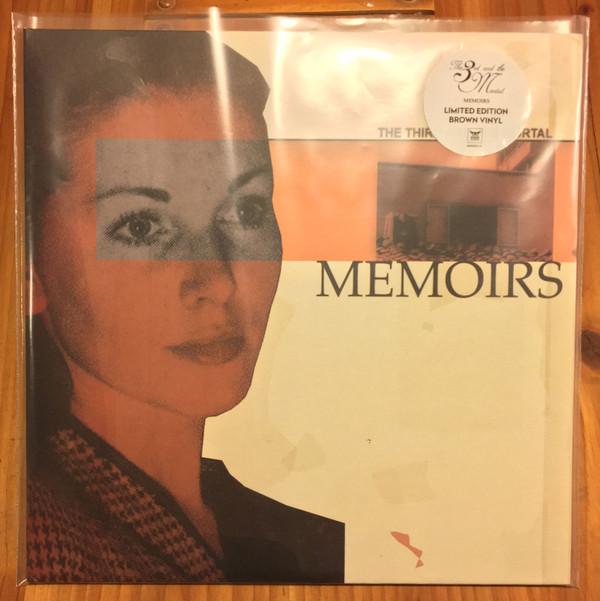 The 3rd and the
Mortal
MEMOIRS
LIMITED EDITION
BROWN VINYL
THE THIR ORTAL
MEMOIRS